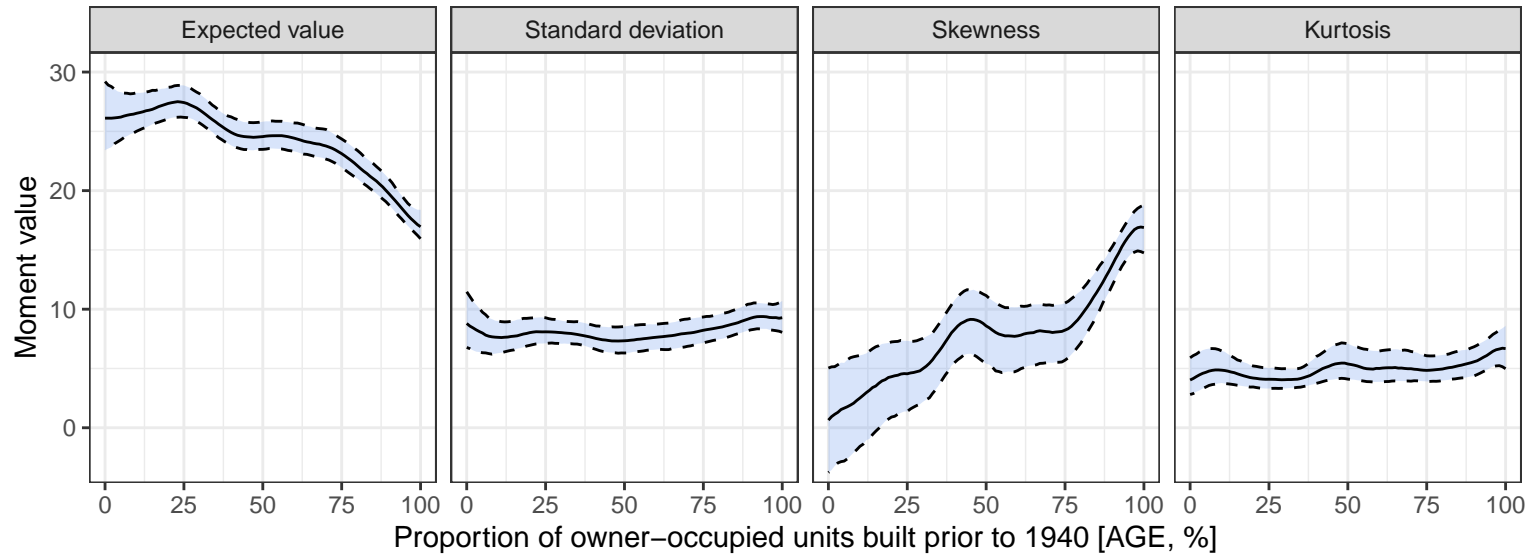 Expected value
Standard deviation
Skewness
Kurtosis
Moment value
30
20
10
0
0 25 50 75 100
0 25 50 75 100
0 25 50 75 100
0 25 50 75 100
Proportion of owner−occupied units built prior to 1940 [AGE, %]